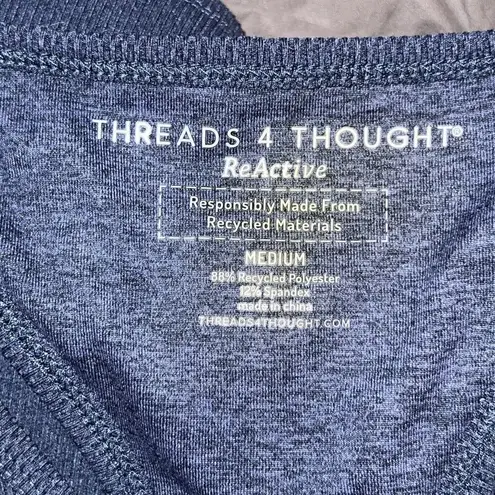 THREADS 4 THOUGHT®
ReActive
Responsibly Made From
Recycled Materials
MEDIUM
88% Recycled Polyester
12% Spandex
made in china
THREADS4THOUGHT.COM